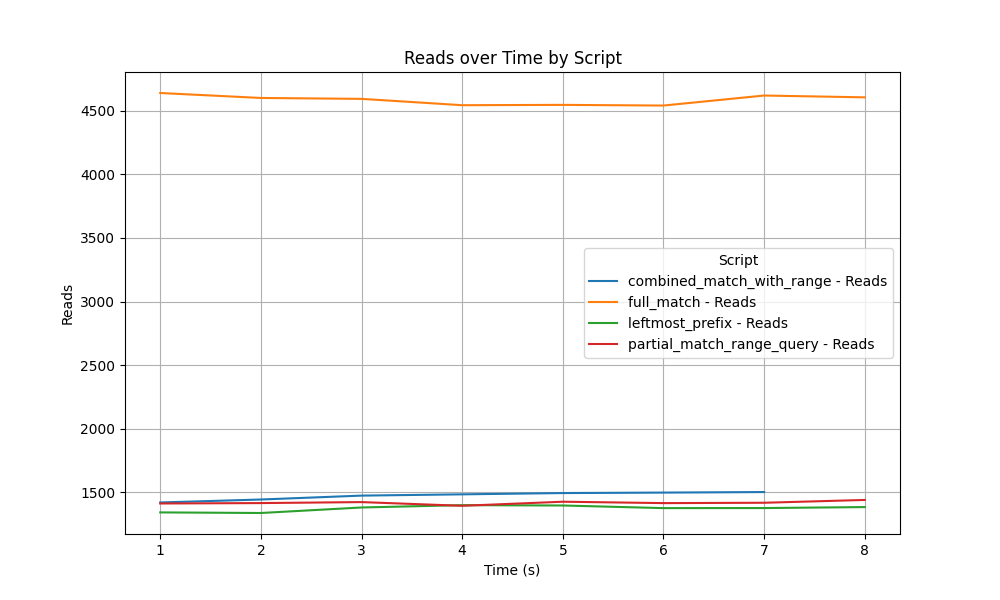 Reads over Time by Script
4500
4000
3500
3000
2500
2000
1500
Reads
Script
combined_match_with_range - Reads
full_match - Reads
leftmost_prefix - Reads
partial_match_range_query - Reads
1 2 3 4 5 6 7 8
Time (s)